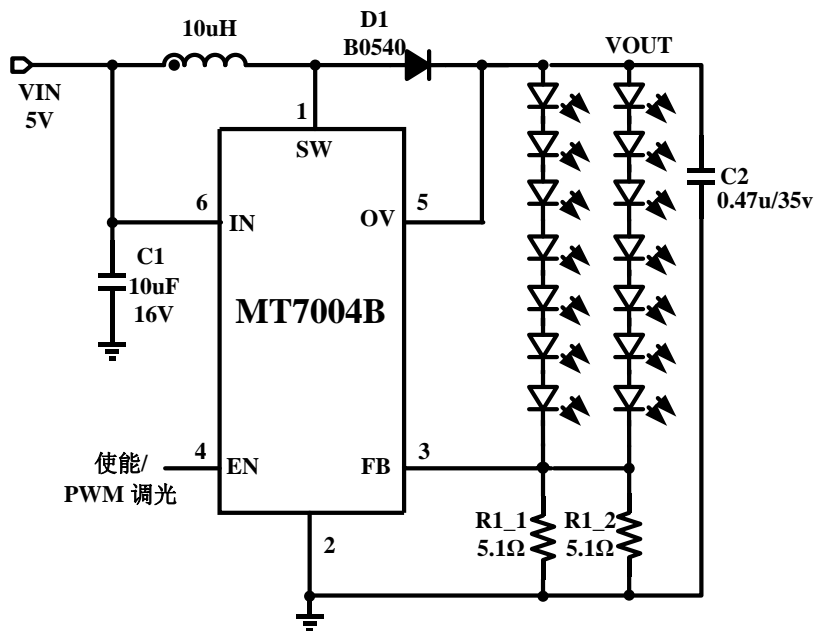 10uH
D1
B0540
VOUT
VIN
5V
1
SW
6
IN
OV
5
C2
0.47u/35v
C1
10uF
16V
MT7004B
使能/
PWM 调光
4
EN
FB
3
R1_1
5.1Ω
R1_2
5.1Ω
2